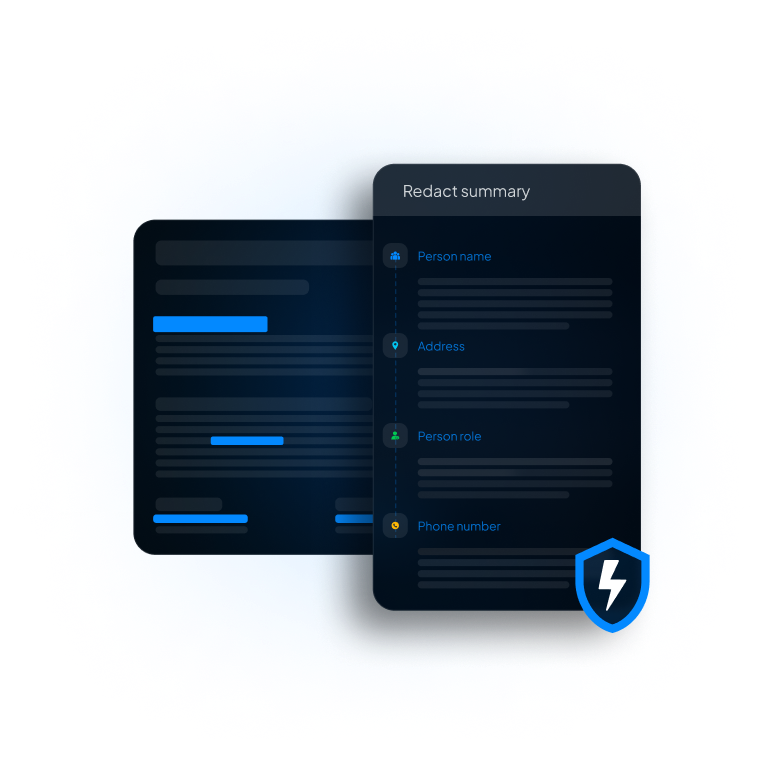 Redact summary
Person name
Address
Person role
Phone number